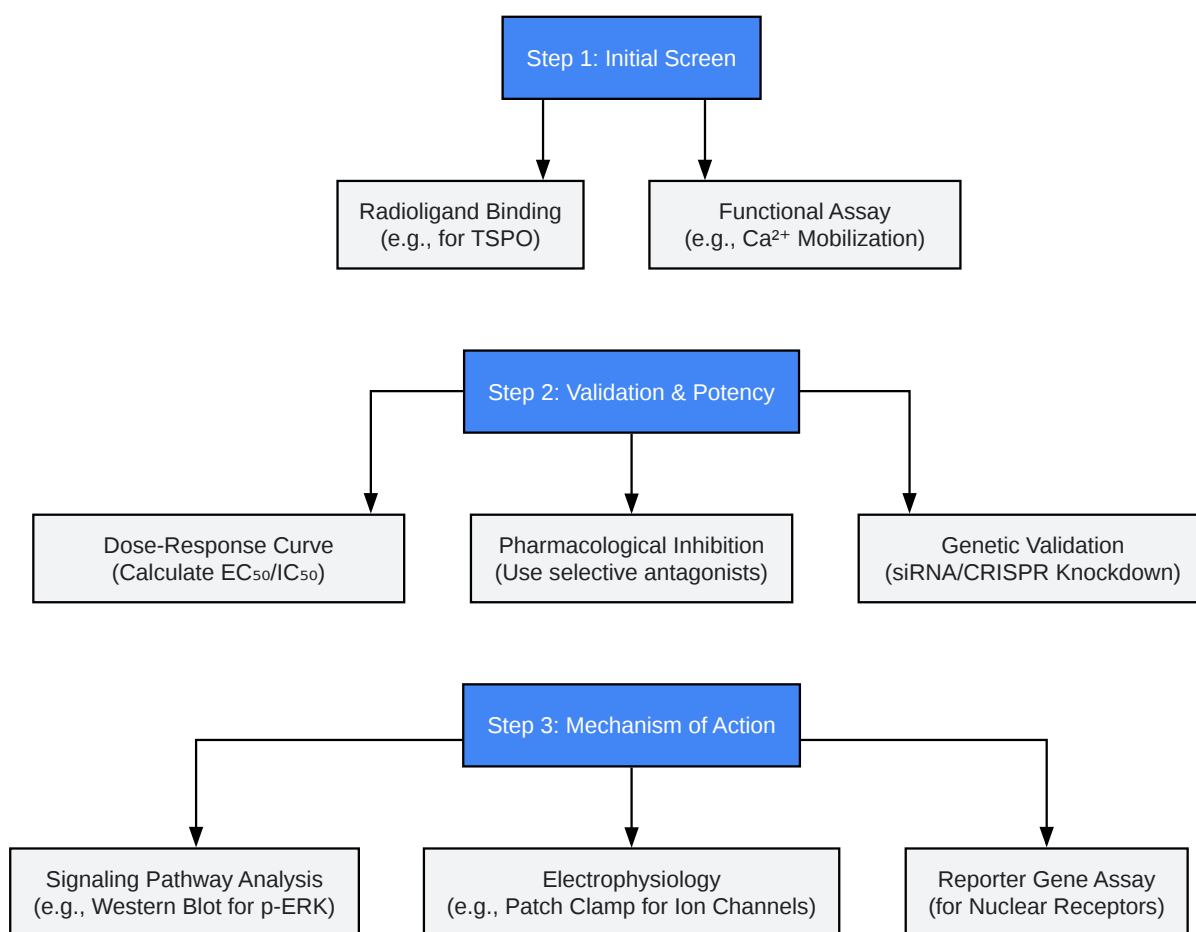 Step 1: Initial Screen
Radioligand Binding
(e.g., for TSPO)
Functional Assay
(e.g., Ca²⁺ Mobilization)
Step 2: Validation & Potency
Dose-Response Curve
(Calculate EC₅₀/IC₅₀)
Pharmacological Inhibition
(Use selective antagonists)
Genetic Validation
(siRNA/CRISPR Knockdown)
Step 3: Mechanism of Action
Signaling Pathway Analysis
(e.g., Western Blot for p-ERK)
Electrophysiology
(e.g., Patch Clamp for Ion Channels)
Reporter Gene Assay
(for Nuclear Receptors)